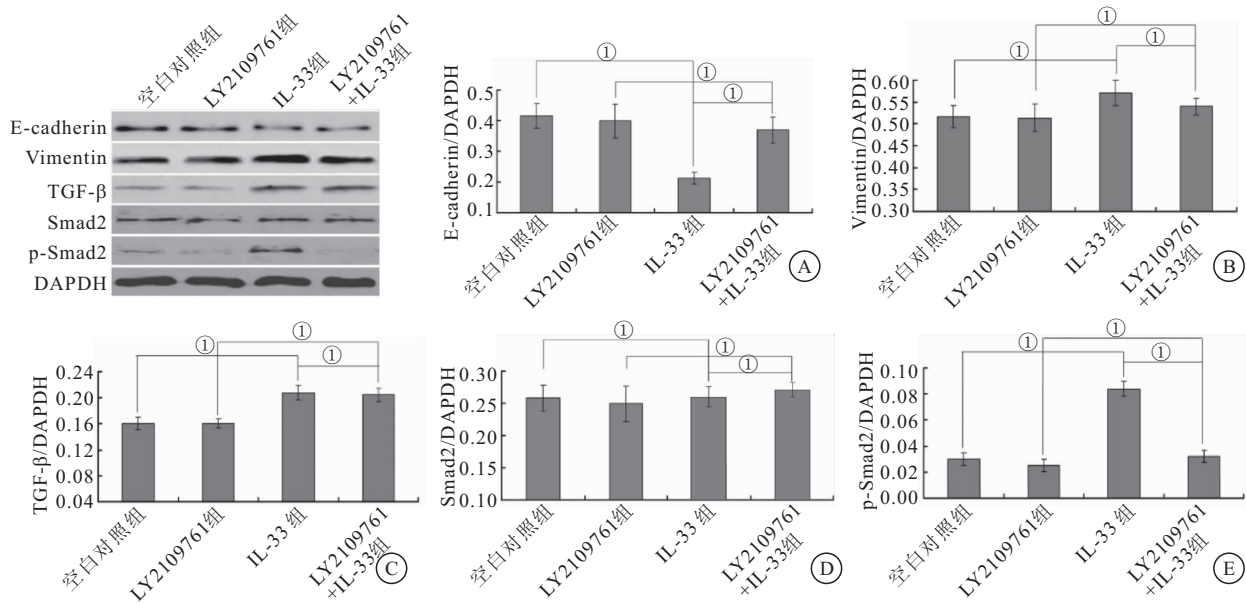 空白对照组
LY2109761组
IL-33组
LY2109761
+IL-33组
E-cadherin
Vimentin
TGF-β
Smad2
p-Smad2
DAPDH
①
①
①
E-cadherin/DAPDH
0.5
0.4
0.3
0.2
0.1
空白对照组
LY2109761组
IL-33组
LY2109761
+IL-33组
A
①
①
①
Vimentin/DAPDH
0.60
0.55
0.50
0.45
0.40
0.35
0.30
空白对照组
LY2109761组
IL-33组
LY2109761
+IL-33组
B
①
①
①
TGF-β/DAPDH
0.24
0.20
0.16
0.12
0.08
0.04
空白对照组
LY2109761组
IL-33组
LY2109761
+IL-33组
C
①
①
①
Smad2/DAPDH
0.30
0.25
0.20
0.15
0.10
空白对照组
LY2109761组
IL-33组
LY2109761
+IL-33组
D
①
①
①
p-Smad2/DAPDH
0.10
0.08
0.06
0.04
0.02
0.00
空白对照组
LY2109761组
IL-33组
LY2109761
+IL-33组
E